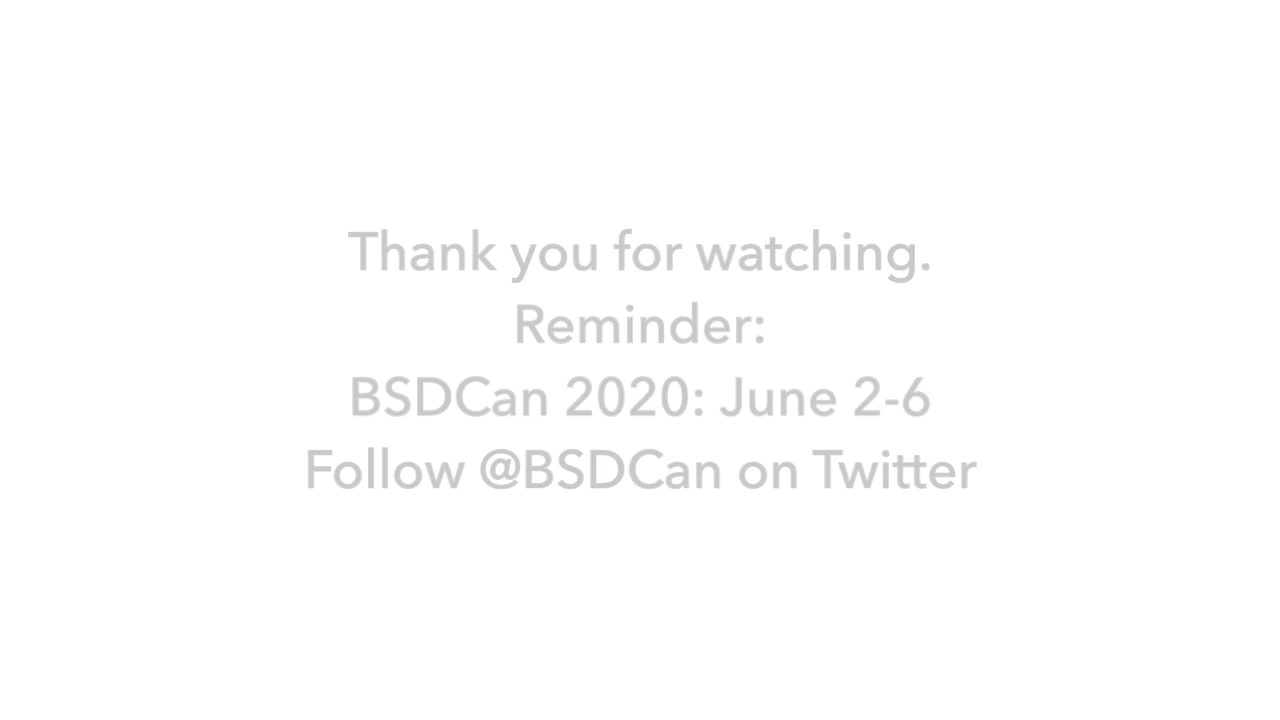 Thank you for watching.
Reminder:
BSDCan 2020: June 2-6
Follow @BSDCan on Twitter